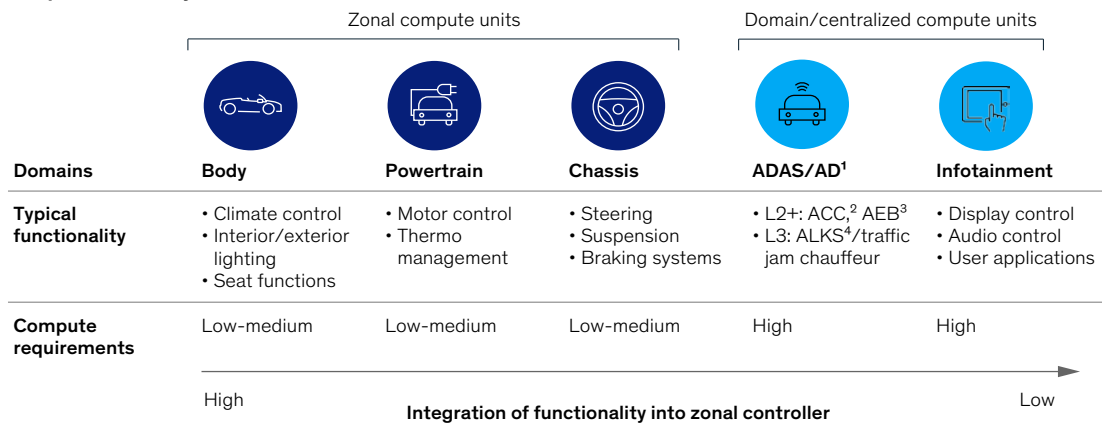 Zonal compute units
Domain/centralized compute units
Domains
Body
Powertrain
Chassis
ADAS/AD¹
Infotainment
Typical
functionality
• Climate control
• Interior/exterior
lighting
• Seat functions
• Motor control
• Thermo
management
• Steering
• Suspension
• Braking systems
• L2+: ACC,² AEB³
• L3: ALKS⁴/traffic
jam chauffeur
• Display control
• Audio control
• User applications
Compute
requirements
Low-medium
Low-medium
Low-medium
High
High
High
Low
Integration of functionality into zonal controller